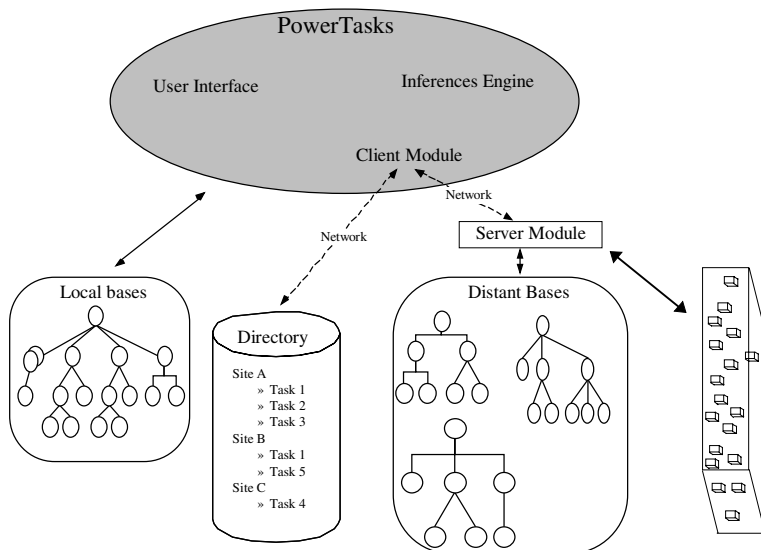 PowerTasks
User Interface
Inferences Engine
Client Module
Network
Network
Server Module
Local bases
Directory
Site A
» Task 1
» Task 2
» Task 3
Site B
» Task 1
» Task 5
Site C
» Task 4
Distant Bases